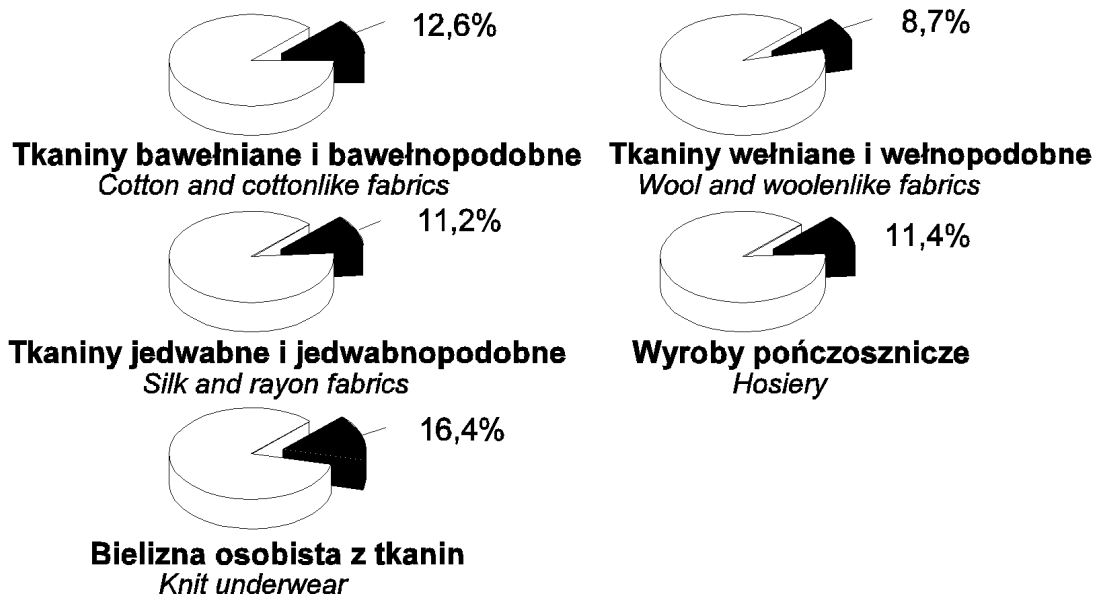 12,6%
Tkaniny bawełniane i bawełnopodobne
Cotton and cottonlike fabrics
8,7%
Tkaniny wełniane i wełnopodobne
Wool and woolenlike fabrics
11,2%
Tkaniny jedwabne i jedwabnopodobne
Silk and rayon fabrics
11,4%
Wyroby pończosznicze
Hosiery
16,4%
Bielizna osobista z tkanin
Knit underwear